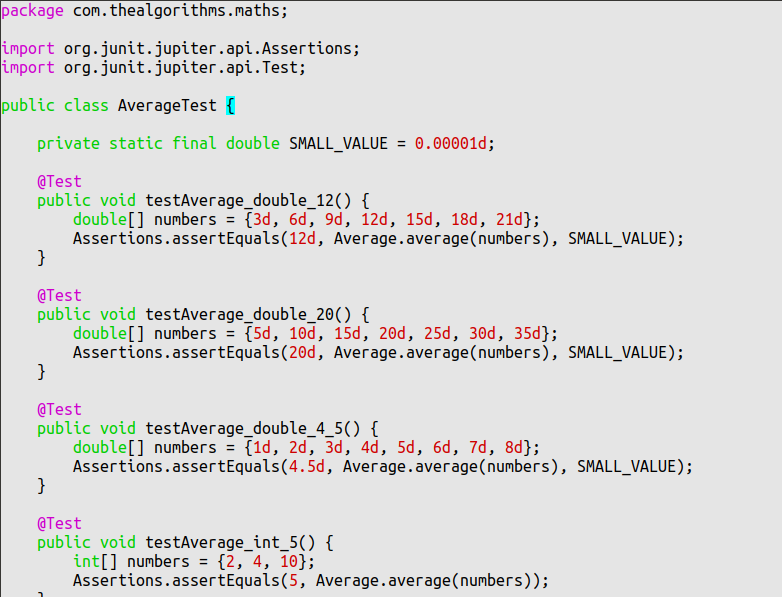 package com.thealgorithms.maths;
import org.junit.jupiter.api.Assertions;
import org.junit.jupiter.api.Test;
public class AverageTest {
private static final double SMALL_VALUE = 0.00001d;
@Test
public void testAverage_double_12() {
double[] numbers = {3d, 6d, 9d, 12d, 15d, 18d, 21d};
Assertions.assertEquals(12d, Average.average(numbers), SMALL_VALUE);
}
@Test
public void testAverage_double_20() {
double[] numbers = {5d, 10d, 15d, 20d, 25d, 30d, 35d};
Assertions.assertEquals(20d, Average.average(numbers), SMALL_VALUE);
}
@Test
public void testAverage_double_4_5() {
double[] numbers = {1d, 2d, 3d, 4d, 5d, 6d, 7d, 8d};
Assertions.assertEquals(4.5d, Average.average(numbers), SMALL_VALUE);
}
@Test
public void testAverage_int_5() {
int[] numbers = {2, 4, 10};
Assertions.assertEquals(5, Average.average(numbers));
}